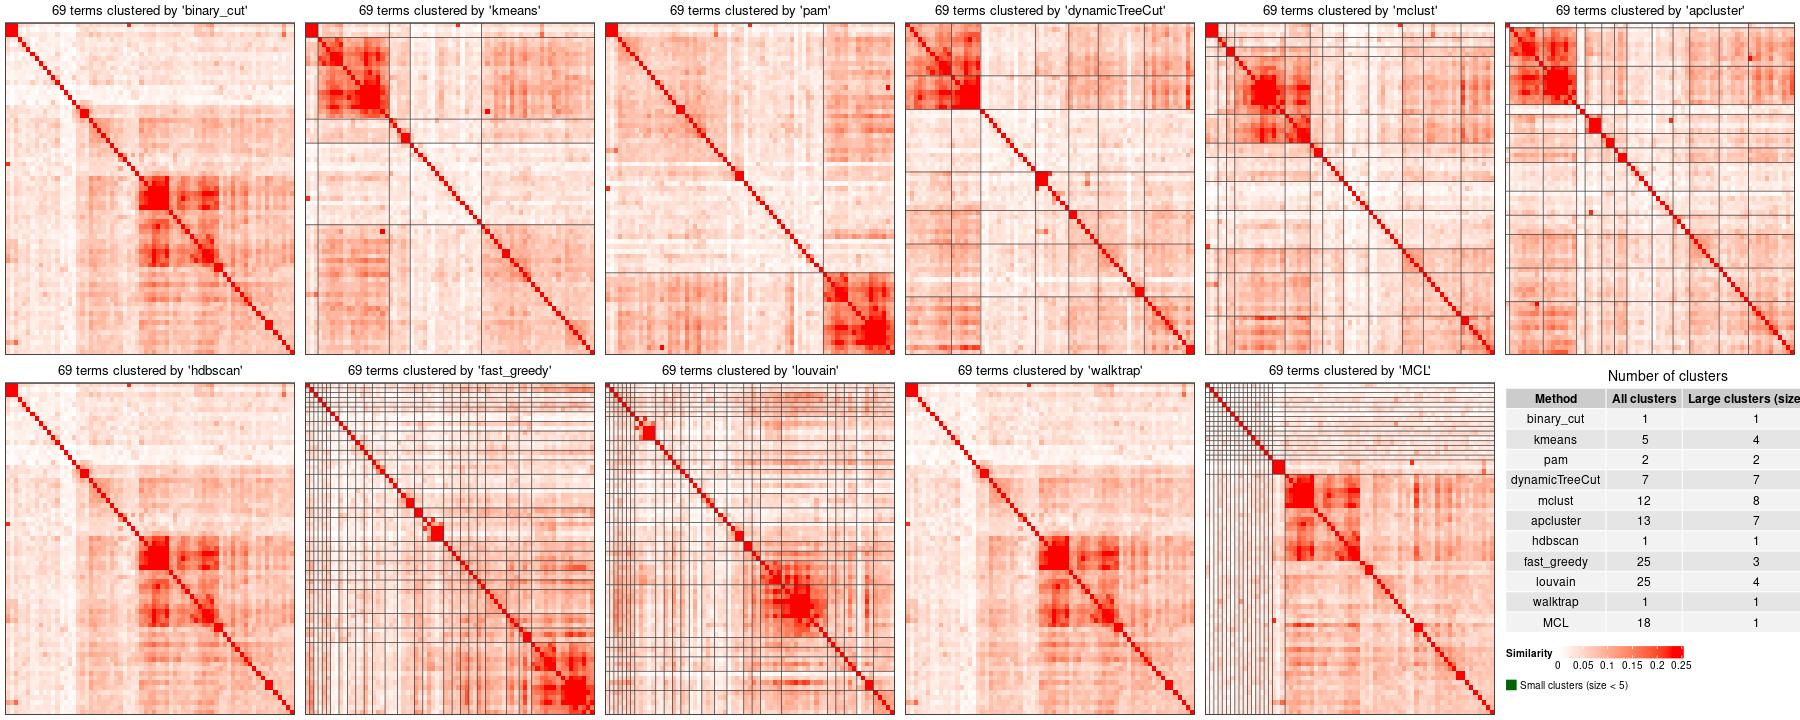 69 terms clustered by 'binary_cut'
69 terms clustered by 'kmeans'
69 terms clustered by 'pam'
69 terms clustered by 'dynamicTreeCut'
69 terms clustered by 'mclust'
69 terms clustered by 'apcluster'
69 terms clustered by 'hdbscan'
69 terms clustered by 'fast_greedy'
69 terms clustered by 'louvain'
69 terms clustered by 'walktrap'
69 terms clustered by 'MCL'
Number of clusters
Method All clusters Large clusters (size
binary_cut 1 1
kmeans 5 4
pam 2 2
dynamicTreeCut 7 7
mclust 12 8
apcluster 13 7
hdbscan 1 1
fast_greedy 25 3
louvain 25 4
walktrap 1 1
MCL 18 1
Similarity
0 0.05 0.1 0.15 0.2 0.25
Small clusters (size < 5)